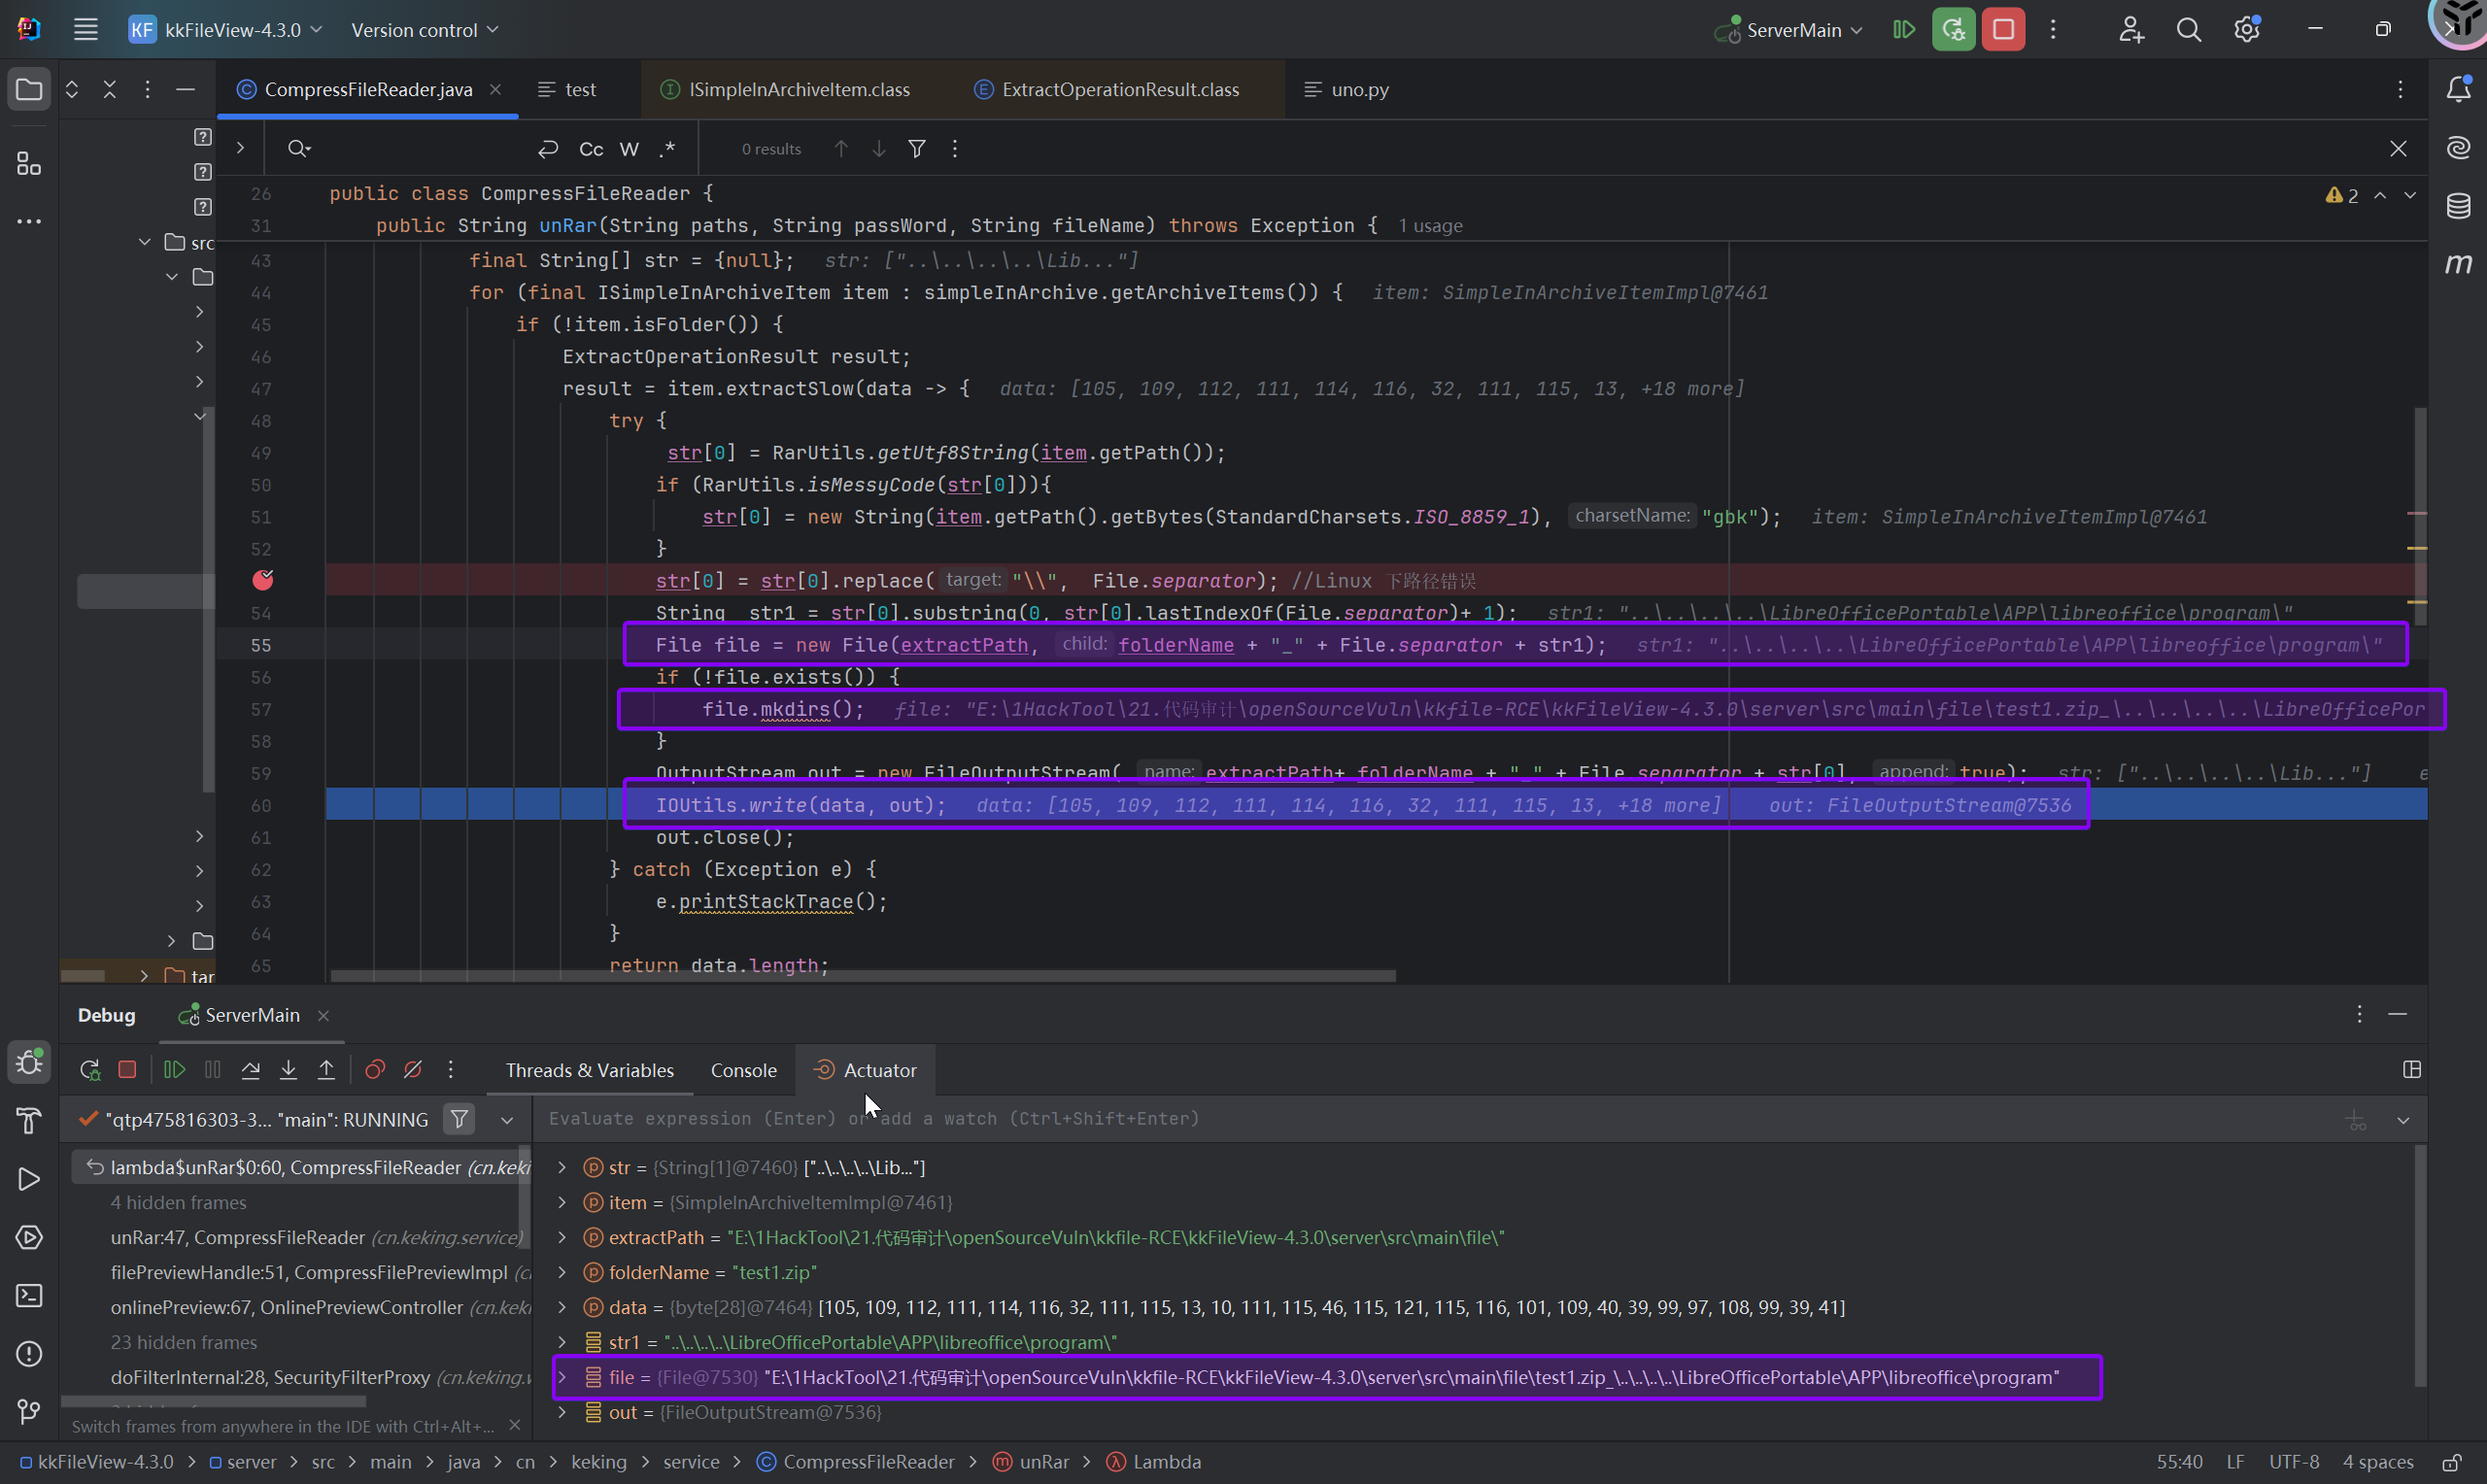 KF kkFileView-4.3.0 Version control ServerMain
CompressFileReader.java test ISimpleInArchiveItem.class ExtractOperationResult.class uno.py
Cc W .* 0 results
26 public class CompressFileReader { 2
31 public String unRar(String paths, String passWord, String fileName) throws Exception { 1 usage
src
43 final String[] str = {null}; str: ["..\..\..\..\Lib..."]
44 for (final ISimpleInArchiveItem item : simpleInArchive.getArchiveItems()) { item: SimpleInArchiveItemImpl@7461
45 if (!item.isFolder()) {
46 ExtractOperationResult result;
47 result = item.extractSlow(data -> { data: [105, 109, 112, 111, 114, 116, 32, 111, 115, 13, +18 more]
48 try {
49 str[0] = RarUtils.getUtf8String(item.getPath());
50 if (RarUtils.isMessyCode(str[0])){
51 str[0] = new String(item.getPath().getBytes(StandardCharsets.ISO_8859_1), charsetName: "gbk"); item: SimpleInArchiveItemImpl@7461
52 }
str[0] = str[0].replace( target: "\\", File.separator); //Linux 下路径错误
54 String str1 = str[0].substring(0, str[0].lastIndexOf(File.separator)+ 1); str1: "..\..\..\..\LibreOfficePortable\APP\libreoffice\program\"
55 File file = new File(extractPath, child: folderName + "_" + File.separator + str1); str1: "..\..\..\..\LibreOfficePortable\APP\libreoffice\program\"
56 if (!file.exists()) {
57 file.mkdirs(); file: "E:\1HackTool\21.代码审计\openSourceVuln\kkfile-RCE\kkFileView-4.3.0\server\src\main\file\test1.zip_\..\..\..\..\LibreOfficePor
58 }
59 OutputStream out = new FileOutputStream( name: extractPath+ folderName + "_" + File.separator + str[0], append: true); str: ["..\..\..\..\Lib..."] e
60 IOUtils.write(data, out); data: [105, 109, 112, 111, 114, 116, 32, 111, 115, 13, +18 more] out: FileOutputStream@7536
61 out.close();
62 } catch (Exception e) {
63 e.printStackTrace();
64 }
65 return data.length;
tar
Debug ServerMain
Threads & Variables Console Actuator
"qtp475816303-3... "main": RUNNING
Evaluate expression (Enter) or add a watch (Ctrl+Shift+Enter)
lambda$unRar$0:60, CompressFileReader (cn.keki
4 hidden frames
unRar:47, CompressFileReader (cn.keking.service)
filePreviewHandle:51, CompressFilePreviewImpl (c
onlinePreview:67, OnlinePreviewController (cn.keki
23 hidden frames
doFilterInternal:28, SecurityFilterProxy (cn.keking.w
Switch frames from anywhere in the IDE with Ctrl+Alt+...
str = {String[1]@7460} ["..\..\..\..\Lib..."]
item = {SimpleInArchiveItemImpl@7461}
extractPath = "E:\1HackTool\21.代码审计\openSourceVuln\kkfile-RCE\kkFileView-4.3.0\server\src\main\file\"
folderName = "test1.zip"
data = {byte[28]@7464} [105, 109, 112, 111, 114, 116, 32, 111, 115, 13, 10, 111, 115, 46, 115, 121, 115, 116, 101, 109, 40, 39, 99, 97, 108, 99, 39, 41]
str1 = "..\..\..\..\LibreOfficePortable\APP\libreoffice\program\"
file = {File@7530} "E:\1HackTool\21.代码审计\openSourceVuln\kkfile-RCE\kkFileView-4.3.0\server\src\main\file\test1.zip_\..\..\..\..\LibreOfficePortable\APP\libreoffice\program"
out = {FileOutputStream@7536}
kkFileView-4.3.0 > server > src > main > java > cn > keking > service > CompressFileReader > unRar > Lambda
55:40 LF UTF-8 4 spaces